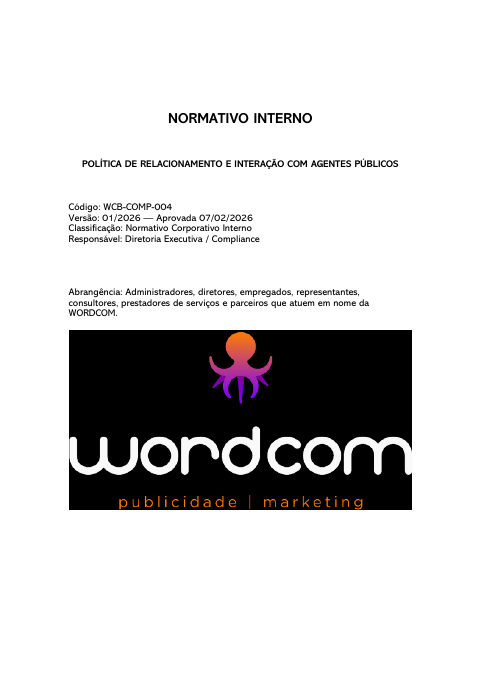 NORMATIVO INTERNO
POLÍTICA DE RELACIONAMENTO E INTERAÇÃO COM AGENTES PÚBLICOS
Código: WCB-COMP-004
Versão: 01/2026 — Aprovada 07/02/2026
Classificação: Normativo Corporativo Interno
Responsável: Diretoria Executiva / Compliance
Abrangência: Administradores, diretores, empregados, representantes,
consultores, prestadores de serviços e parceiros que atuem em nome da
WORDCOM.
wordcom
publicidade | marketing